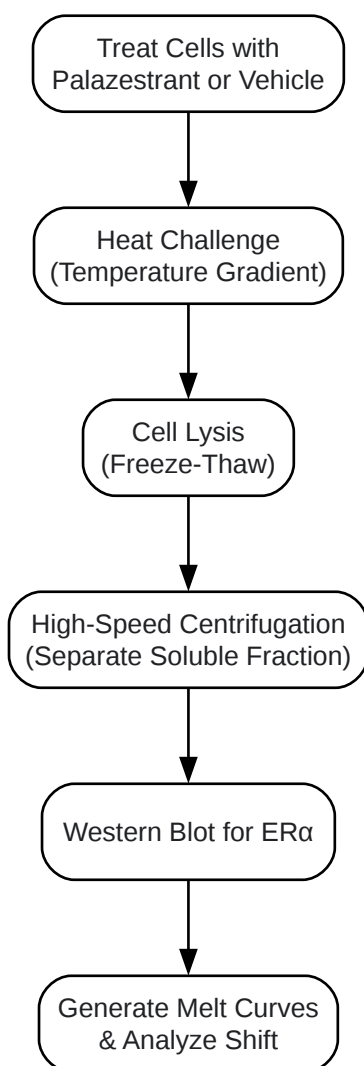 Treat Cells with
Palazestrant or Vehicle
Heat Challenge
(Temperature Gradient)
Cell Lysis
(Freeze-Thaw)
High-Speed Centrifugation
(Separate Soluble Fraction)
Western Blot for ERα
Generate Melt Curves
& Analyze Shift